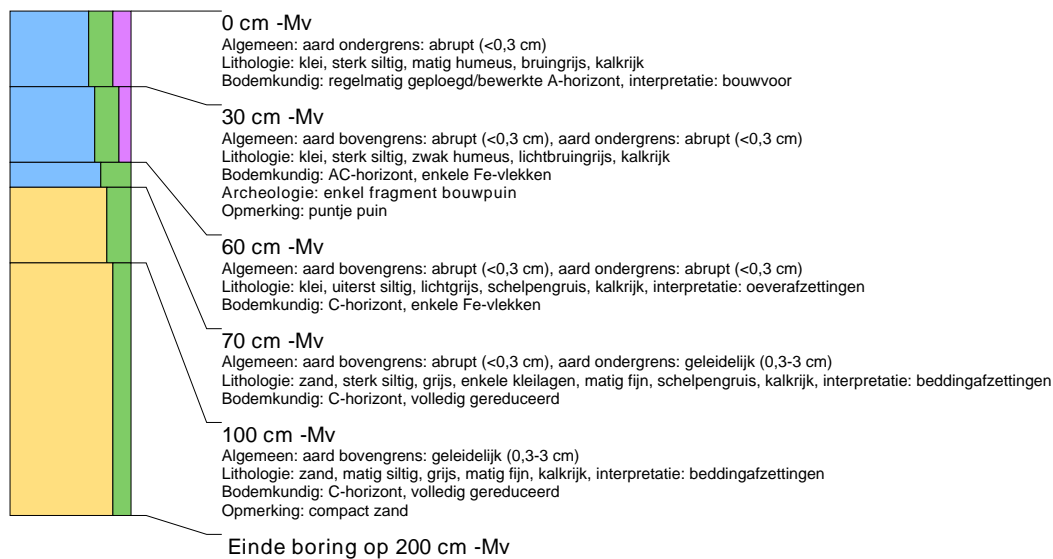 0 cm -Mv
Algemeen: aard ondergrens: abrupt (<0,3 cm)
Lithologie: klei, sterk siltig, matig humeus, bruingrijs, kalkrijk
Bodemkundig: regelmatig geploegd/bewerkte A-horizont, interpretatie: bouwvoor
30 cm -Mv
Algemeen: aard bovengrens: abrupt (<0,3 cm), aard ondergrens: abrupt (<0,3 cm)
Lithologie: klei, sterk siltig, zwak humeus, lichtbruingrijs, kalkrijk
Bodemkundig: AC-horizont, enkele Fe-vlekken
Archeologie: enkel fragment bouwpuin
Opmerking: puntje puin
60 cm -Mv
Algemeen: aard bovengrens: abrupt (<0,3 cm), aard ondergrens: abrupt (<0,3 cm)
Lithologie: klei, uiterst siltig, lichtgrijs, schelpengruis, kalkrijk, interpretatie: oeverafzettingen
Bodemkundig: C-horizont, enkele Fe-vlekken
70 cm -Mv
Algemeen: aard bovengrens: abrupt (<0,3 cm), aard ondergrens: geleidelijk (0,3-3 cm)
Lithologie: zand, sterk siltig, grijs, enkele kleilagen, matig fijn, schelpengruis, kalkrijk, interpretatie: beddingafzettingen
Bodemkundig: C-horizont, volledig gereduceerd
100 cm -Mv
Algemeen: aard bovengrens: geleidelijk (0,3-3 cm)
Lithologie: zand, matig siltig, grijs, matig fijn, kalkrijk, interpretatie: beddingafzettingen
Bodemkundig: C-horizont, volledig gereduceerd
Opmerking: compact zand
Einde boring op 200 cm -Mv